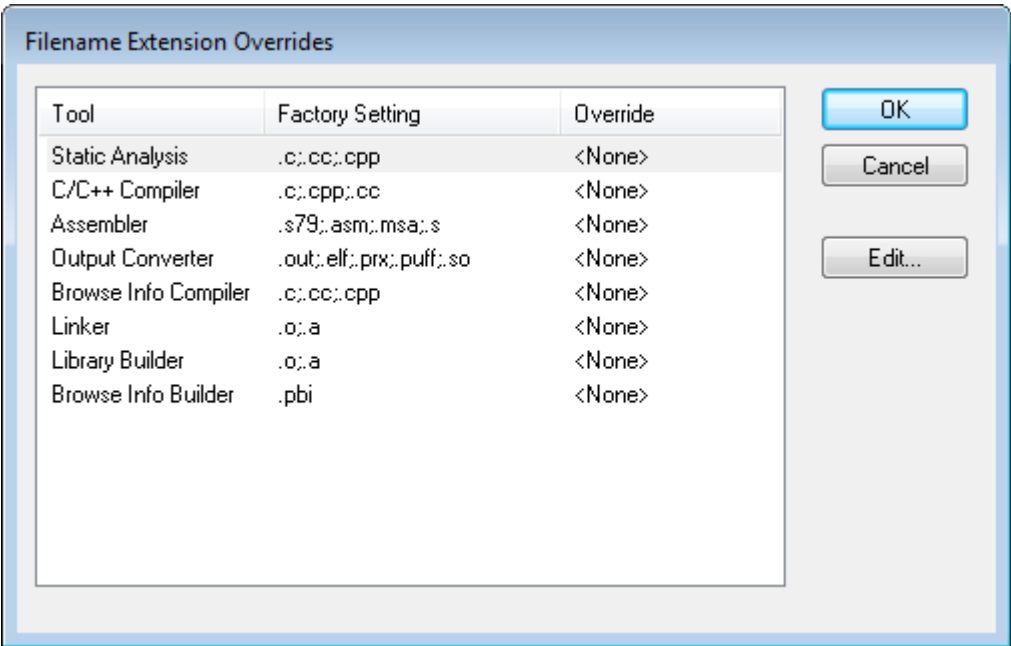 Filename Extension Overrides
Tool Factory Setting Override
Static Analysis .c;.cc;.cpp <None>
C/C++ Compiler .c;.cpp;.cc <None>
Assembler .s79;.asm;.msa;.s <None>
Output Converter .out;.elf;.prx;.puff;.so <None>
Browse Info Compiler .c;.cc;.cpp <None>
Linker .o;.a <None>
Library Builder .o;.a <None>
Browse Info Builder .pbi <None>
OK
Cancel
Edit...